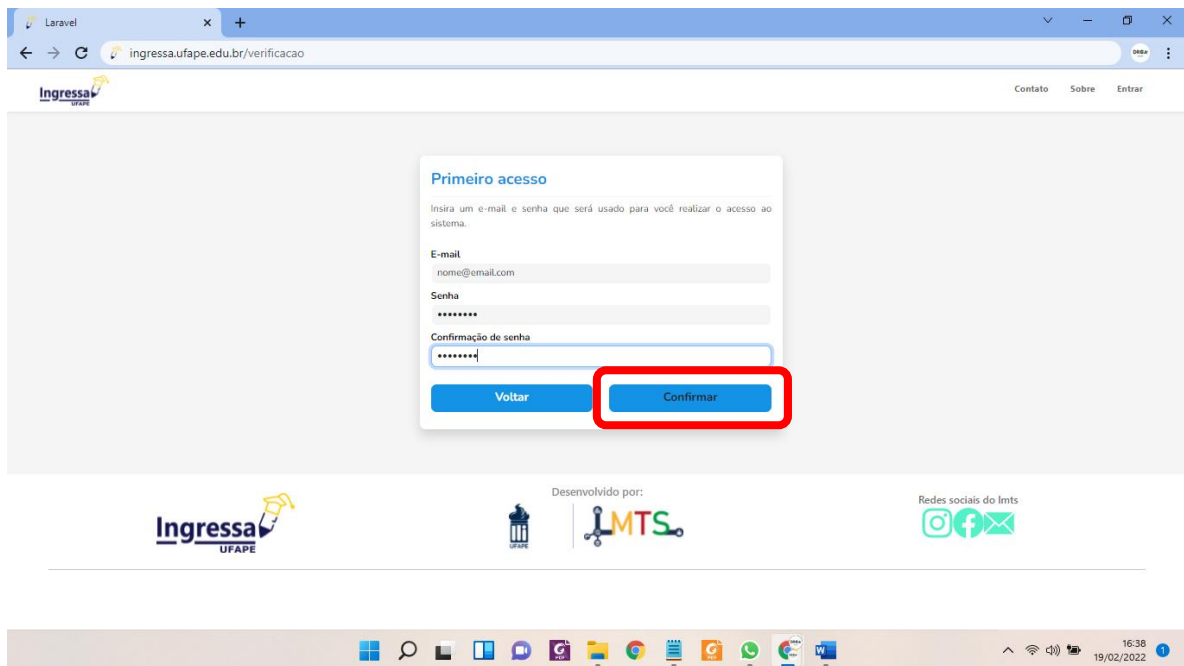 Laravel
ingressa.ufape.edu.br/verificacao
Ingressa
UFAPE
Contato Sobre Entrar
Primeiro acesso
Insira um e-mail e senha que será usado para você realizar o acesso ao
sistema.
E-mail
nome@email.com
Senha
••••••••
Confirmação de senha
••••••••
Voltar Confirmar
Desenvolvido por:
Redes sociais do lmts
Ingressa
UFAPE
UFAPE
LMTS
16:38
19/02/2022
1